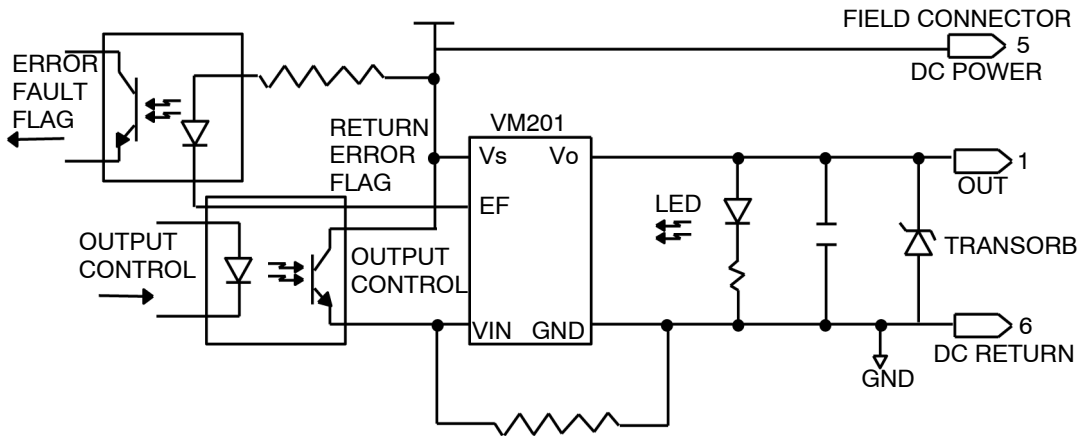 FIELD CONNECTOR
5
DC POWER
ERROR
FAULT
FLAG
RETURN
ERROR
FLAG
VM201
Vs
Vo
EF
VIN
GND
1
OUT
LED
TRANSORB
OUTPUT
CONTROL
OUTPUT
CONTROL
6
DC RETURN
GND